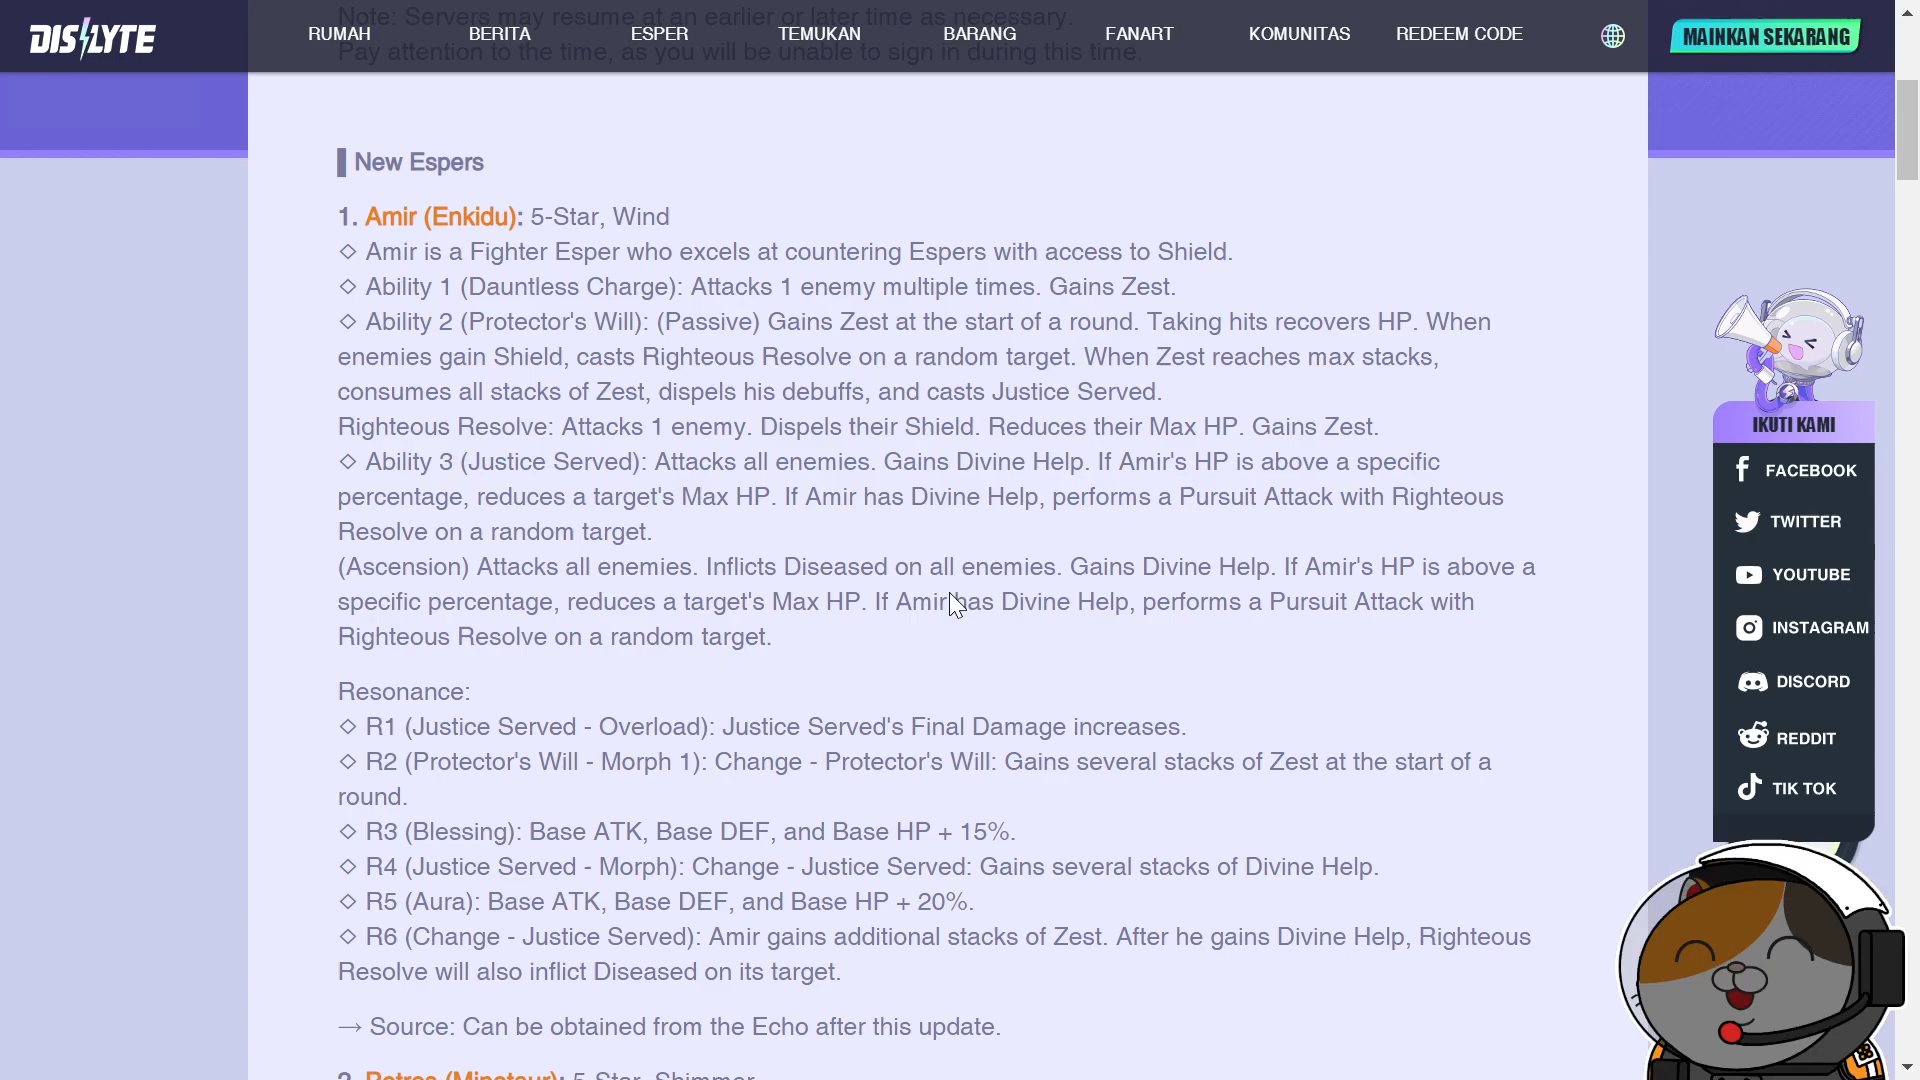 Note: Servers may resume at an earlier or later time as necessary.
DISLYTE
RUMAH
BERITA
ESPER
TEMUKAN
BARANG
FANART
KOMUNITAS
REDEEM CODE
MAINKAN SEKARANG
Pay attention to the time, as you will be unable to sign in during this time.
New Espers
1. Amir (Enkidu): 5-Star, Wind
◇ Amir is a Fighter Esper who excels at countering Espers with access to Shield.
◇ Ability 1 (Dauntless Charge): Attacks 1 enemy multiple times. Gains Zest.
◇ Ability 2 (Protector's Will): (Passive) Gains Zest at the start of a round. Taking hits recovers HP. When
enemies gain Shield, casts Righteous Resolve on a random target. When Zest reaches max stacks,
consumes all stacks of Zest, dispels his debuffs, and casts Justice Served.
Righteous Resolve: Attacks 1 enemy. Dispels their Shield. Reduces their Max HP. Gains Zest.
◇ Ability 3 (Justice Served): Attacks all enemies. Gains Divine Help. If Amir's HP is above a specific
percentage, reduces a target's Max HP. If Amir has Divine Help, performs a Pursuit Attack with Righteous
Resolve on a random target.
(Ascension) Attacks all enemies. Inflicts Diseased on all enemies. Gains Divine Help. If Amir's HP is above a
specific percentage, reduces a target's Max HP. If Amir has Divine Help, performs a Pursuit Attack with
Righteous Resolve on a random target.
Resonance:
◇ R1 (Justice Served - Overload): Justice Served's Final Damage increases.
◇ R2 (Protector's Will - Morph 1): Change - Protector's Will: Gains several stacks of Zest at the start of a
round.
◇ R3 (Blessing): Base ATK, Base DEF, and Base HP + 15%.
◇ R4 (Justice Served - Morph): Change - Justice Served: Gains several stacks of Divine Help.
◇ R5 (Aura): Base ATK, Base DEF, and Base HP + 20%.
◇ R6 (Change - Justice Served): Amir gains additional stacks of Zest. After he gains Divine Help, Righteous
Resolve will also inflict Diseased on its target.
→ Source: Can be obtained from the Echo after this update.
2. Petros (Minotaur): 5-Star, Shimmer
IKUTI KAMI
FACEBOOK
TWITTER
YOUTUBE
INSTAGRAM
DISCORD
REDDIT
TIK TOK